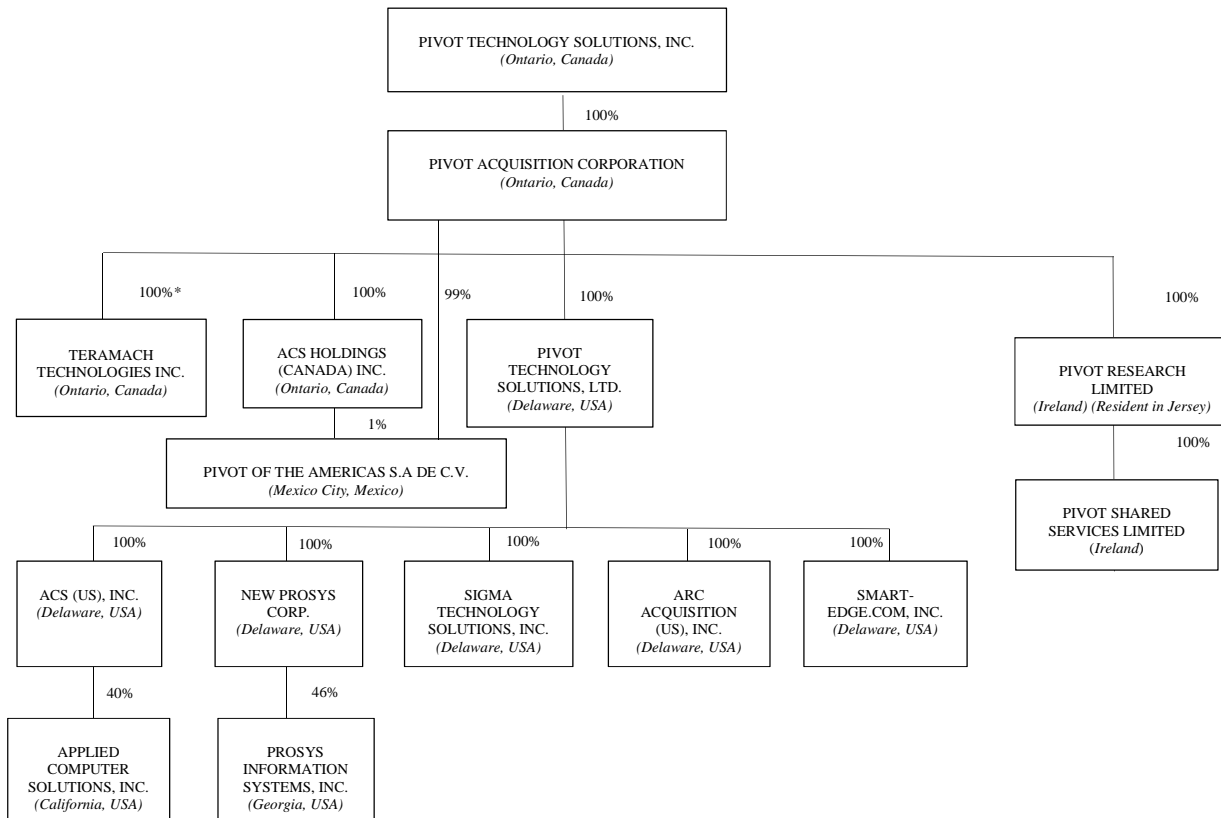 PIVOT TECHNOLOGY SOLUTIONS, INC.
(Ontario, Canada)
100%
PIVOT ACQUISITION CORPORATION
(Ontario, Canada)
100%*
100%
99%
100%
100%
TERAMACH
TECHNOLOGIES INC.
(Ontario, Canada)
ACS HOLDINGS
(CANADA) INC.
(Ontario, Canada)
PIVOT
TECHNOLOGY
SOLUTIONS, LTD.
(Delaware, USA)
PIVOT RESEARCH
LIMITED
(Ireland) (Resident in Jersey)
1%
100%
PIVOT OF THE AMERICAS S.A DE C.V.
(Mexico City, Mexico)
PIVOT SHARED
SERVICES LIMITED
(Ireland)
100%
100%
100%
100%
100%
ACS (US), INC.
(Delaware, USA)
NEW PROSYS
CORP.
(Delaware, USA)
SIGMA
TECHNOLOGY
SOLUTIONS, INC.
(Delaware, USA)
ARC
ACQUISITION
(US), INC.
(Delaware, USA)
SMART-
EDGE.COM, INC.
(Delaware, USA)
40%
46%
APPLIED
COMPUTER
SOLUTIONS, INC.
(California, USA)
PROSYS
INFORMATION
SYSTEMS, INC.
(Georgia, USA)